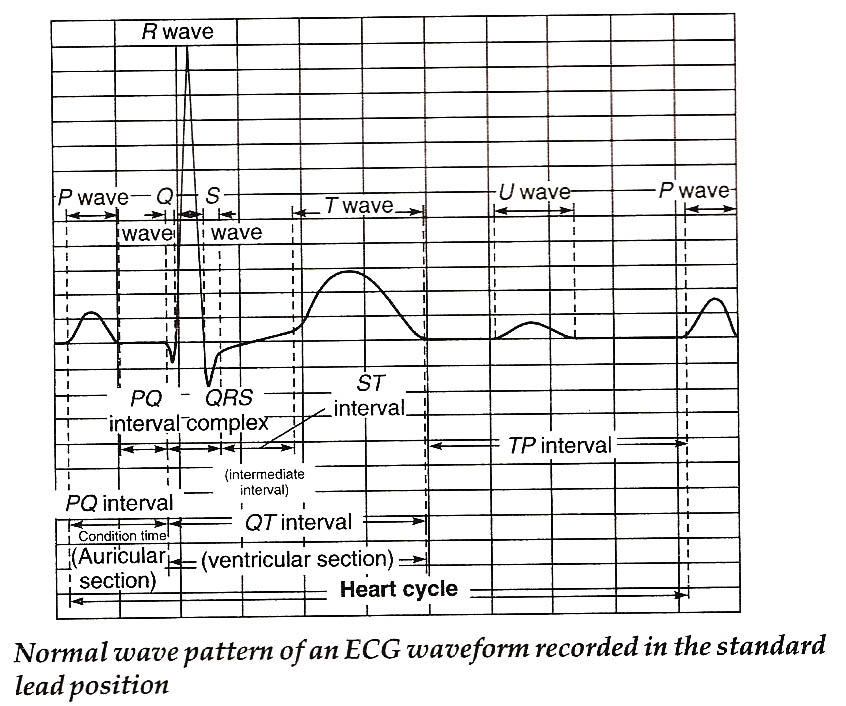 R wave
P wave Q S T wave U wave P wave
wave wave
PQ QRS ST
interval complex interval
TP interval
(intermediate
interval)
PQ interval
QT interval
Condition time
(Auricular (ventricular section)
section)
Heart cycle
Normal wave pattern of an ECG waveform recorded in the standard
lead position